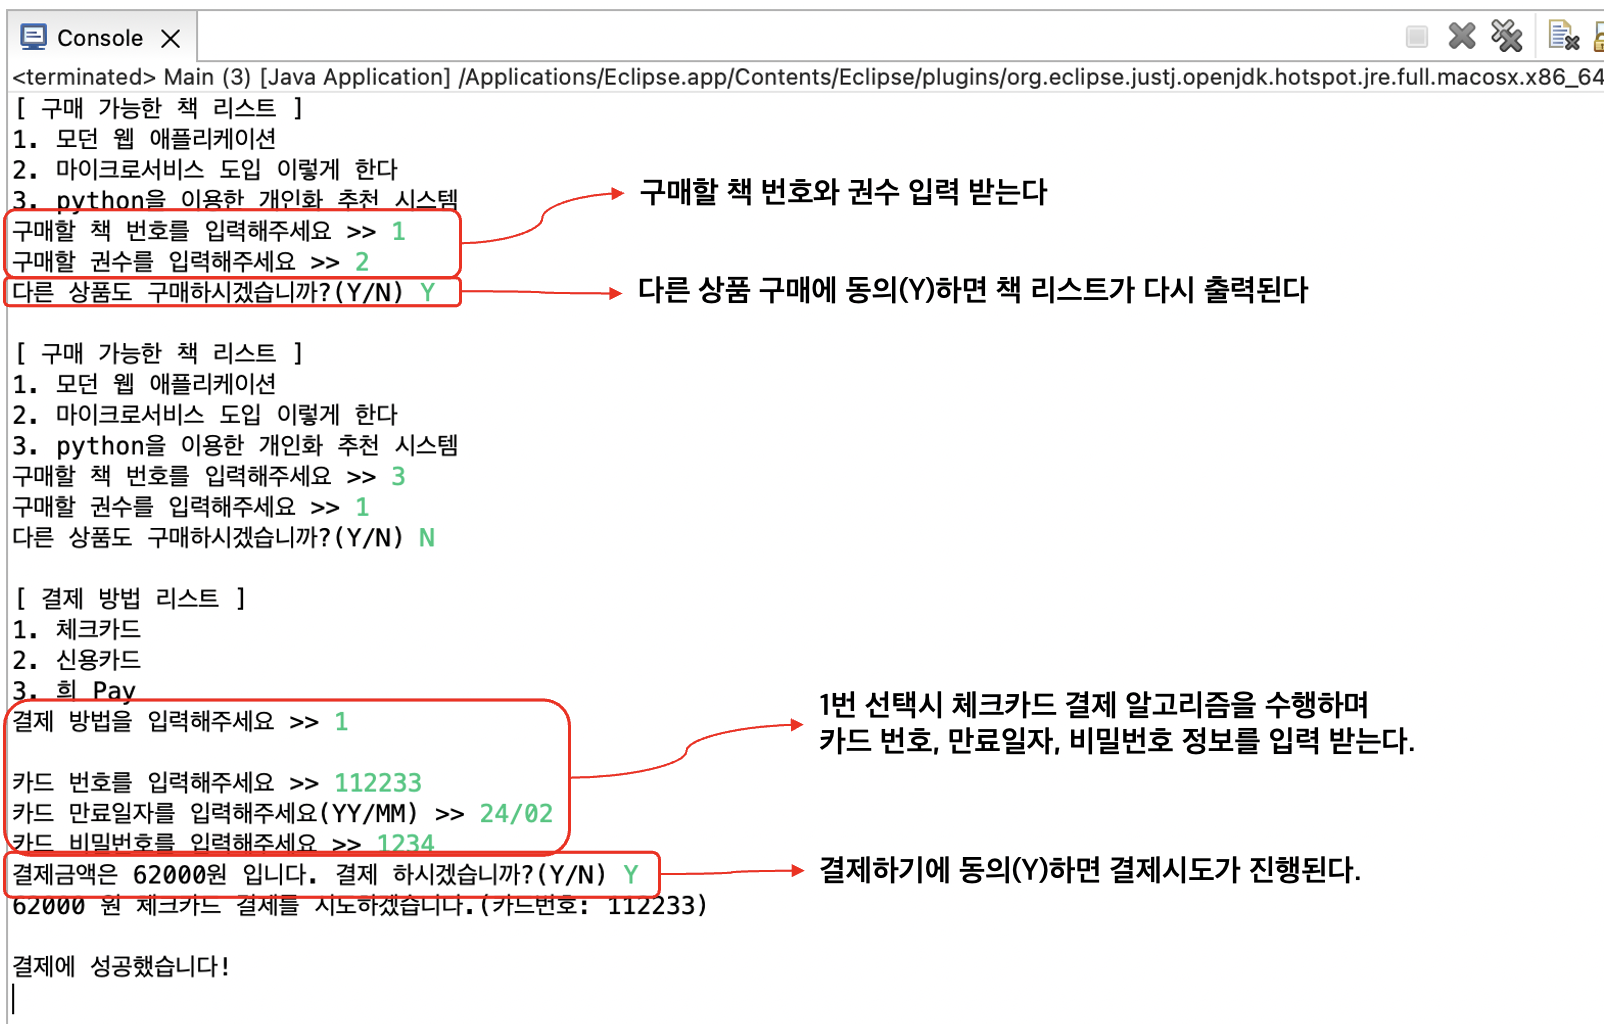 Console
<terminated> Main (3) [Java Application] /Applications/Eclipse.app/Contents/Eclipse/plugins/org.eclipse.justj.openjdk.hotspot.jre.full.macosx.x86_64
[ 구매 가능한 책 리스트 ]
1. 모던 웹 애플리케이션
2. 마이크로서비스 도입 이렇게 한다
3. python을 이용한 개인화 추천 시스템
구매할 책 번호와 권수 입력 받는다
구매할 책 번호를 입력해주세요 >> 1
구매할 권수를 입력해주세요 >> 2
다른 상품도 구매하시겠습니까?(Y/N) Y
다른 상품 구매에 동의(Y)하면 책 리스트가 다시 출력된다
[ 구매 가능한 책 리스트 ]
1. 모던 웹 애플리케이션
2. 마이크로서비스 도입 이렇게 한다
3. python을 이용한 개인화 추천 시스템
구매할 책 번호를 입력해주세요 >> 3
구매할 권수를 입력해주세요 >> 1
다른 상품도 구매하시겠습니까?(Y/N) N
[ 결제 방법 리스트 ]
1. 체크카드
2. 신용카드
3. 희 Pay
결제 방법을 입력해주세요 >> 1
1번 선택시 체크카드 결제 알고리즘을 수행하며
카드 번호, 만료일자, 비밀번호 정보를 입력 받는다.
카드 번호를 입력해주세요 >> 112233
카드 만료일자를 입력해주세요(YY/MM) >> 24/02
카드 비밀번호를 입력해주세요 >> 1234
결제금액은 62000원 입니다. 결제 하시겠습니까?(Y/N) Y
결제하기에 동의(Y)하면 결제시도가 진행된다.
62000 원 체크카드 결제를 시도하겠습니다.(카드번호: 112233)
결제에 성공했습니다!